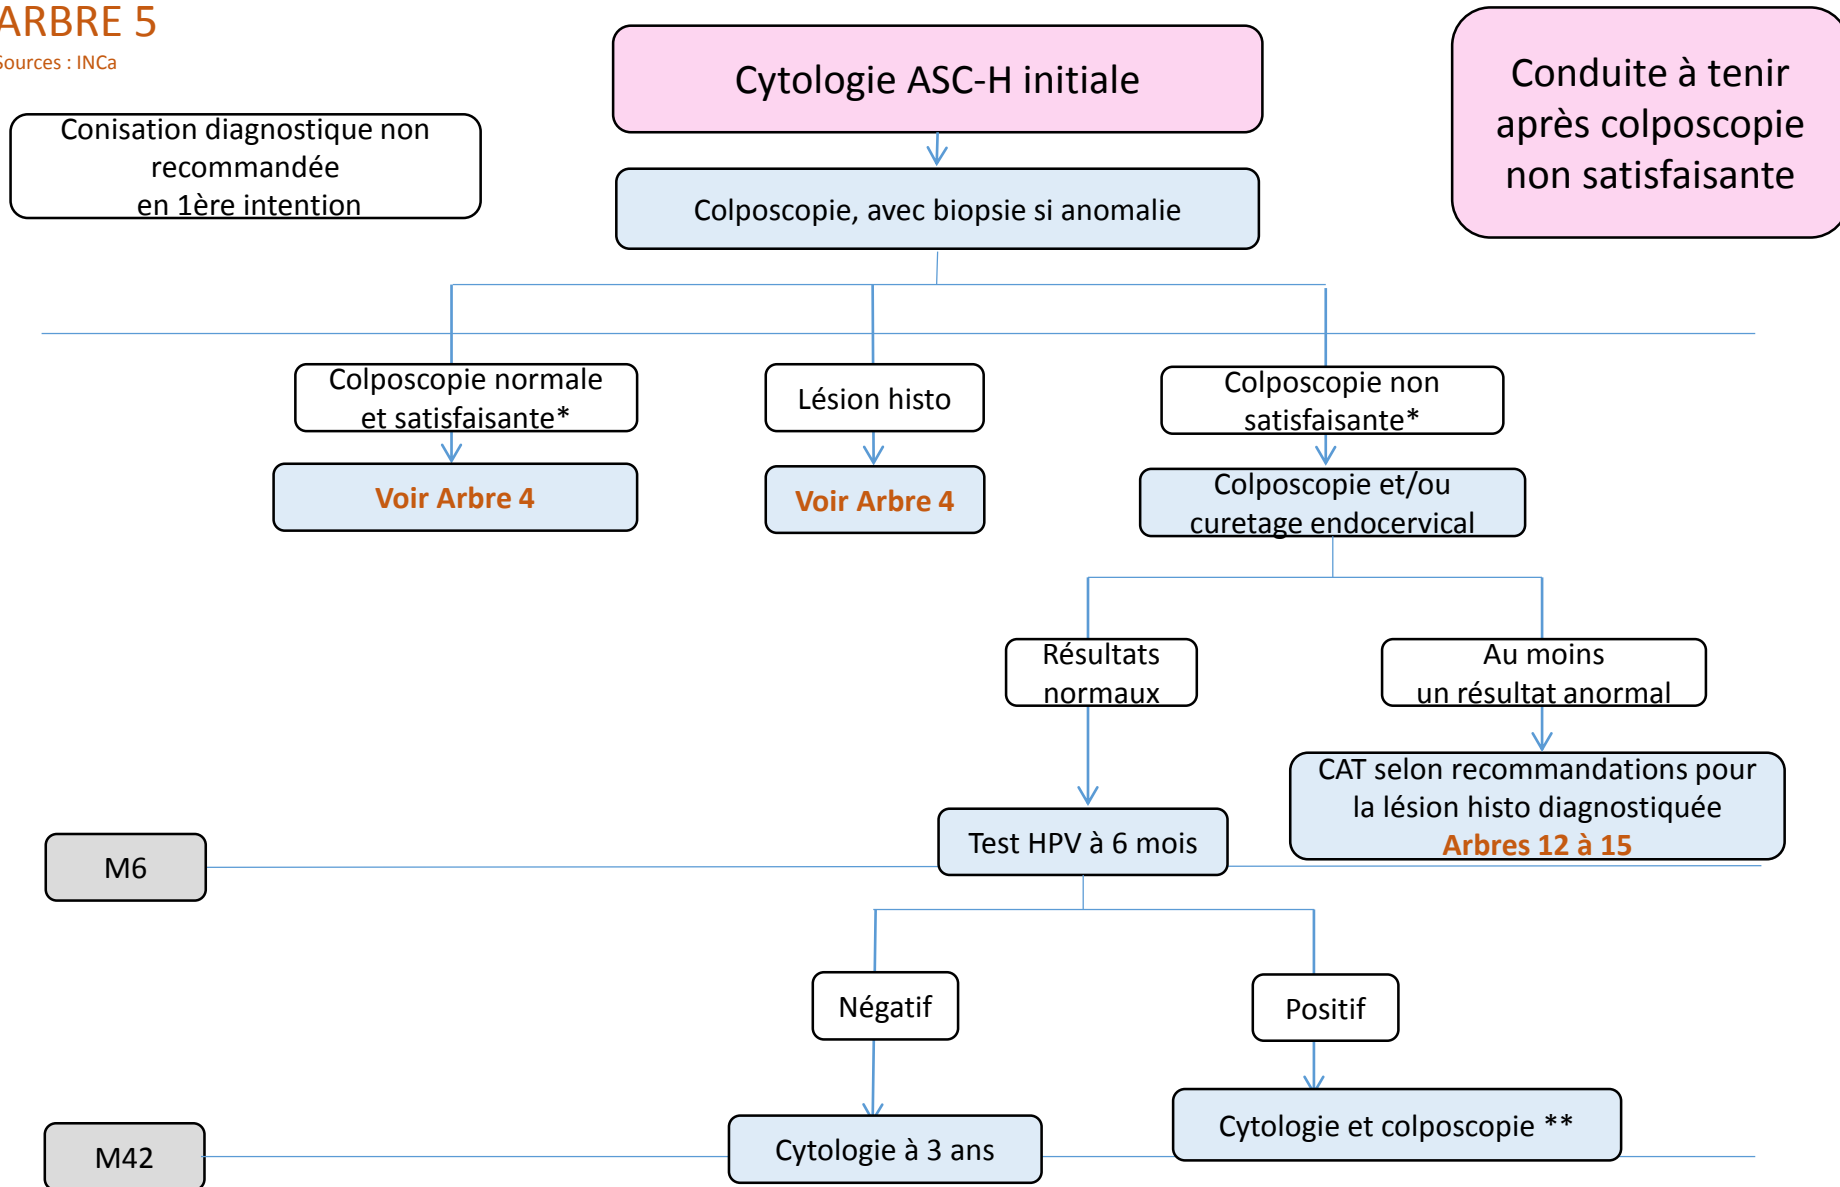 ARBRE 5
Sources : INCa
Cytologie ASC-H initiale
Conduite à tenir
après colposcopie
non satisfaisante
Conisation diagnostique non
recommandée
en 1ère intention
Colposcopie, avec biopsie si anomalie
Colposcopie normale
et satisfaisante*
Lésion histo
Colposcopie non
satisfaisante*
Voir Arbre 4
Voir Arbre 4
Colposcopie et/ou
curetage endocervical
Résultats
normaux
Au moins
un résultat anormal
CAT selon recommandations pour
la lésion histo diagnostiquée
Arbres 12 à 15
M6
Test HPV à 6 mois
Négatif
Positif
M42
Cytologie à 3 ans
Cytologie et colposcopie **